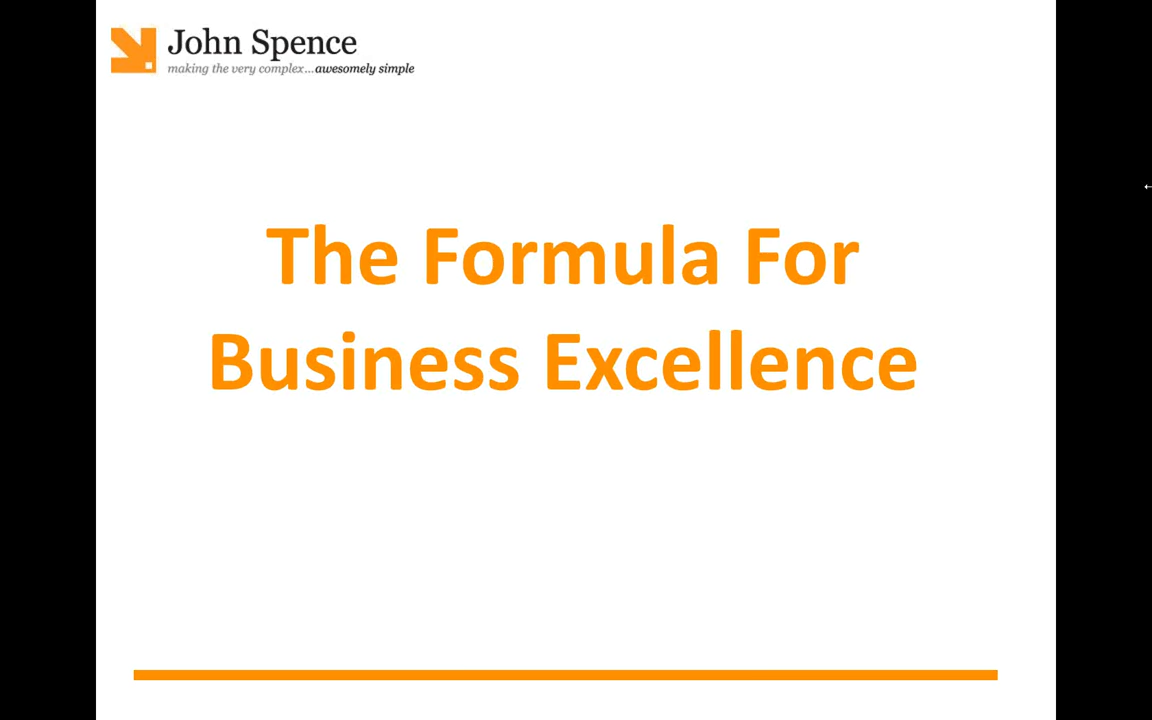 John Spence
making the very complex...awesomely simple
The Formula For
Business Excellence